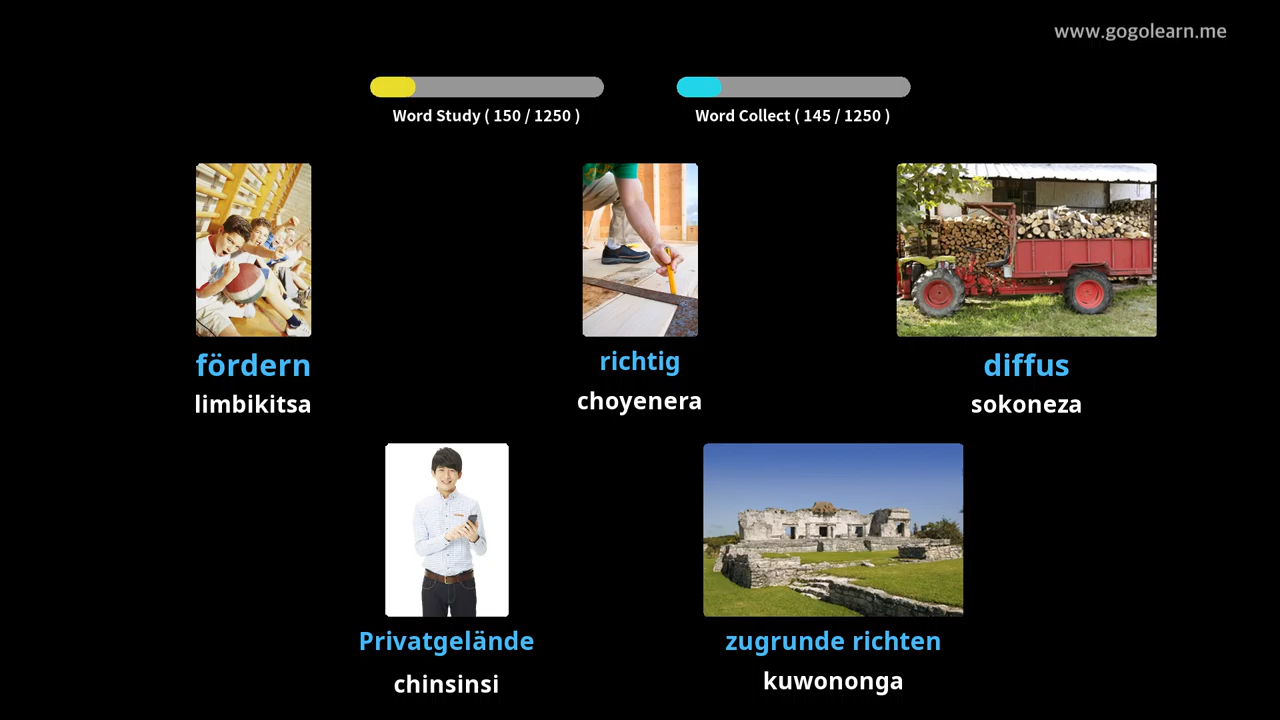 www.gogolearn.me
Word Study ( 150 / 1250 )
Word Collect ( 145 / 1250 )
fördern
limbikitsa
richtig
choyenera
diffus
sokoneza
Privatgelände
chinsinsi
zugrunde richten
kuwononga